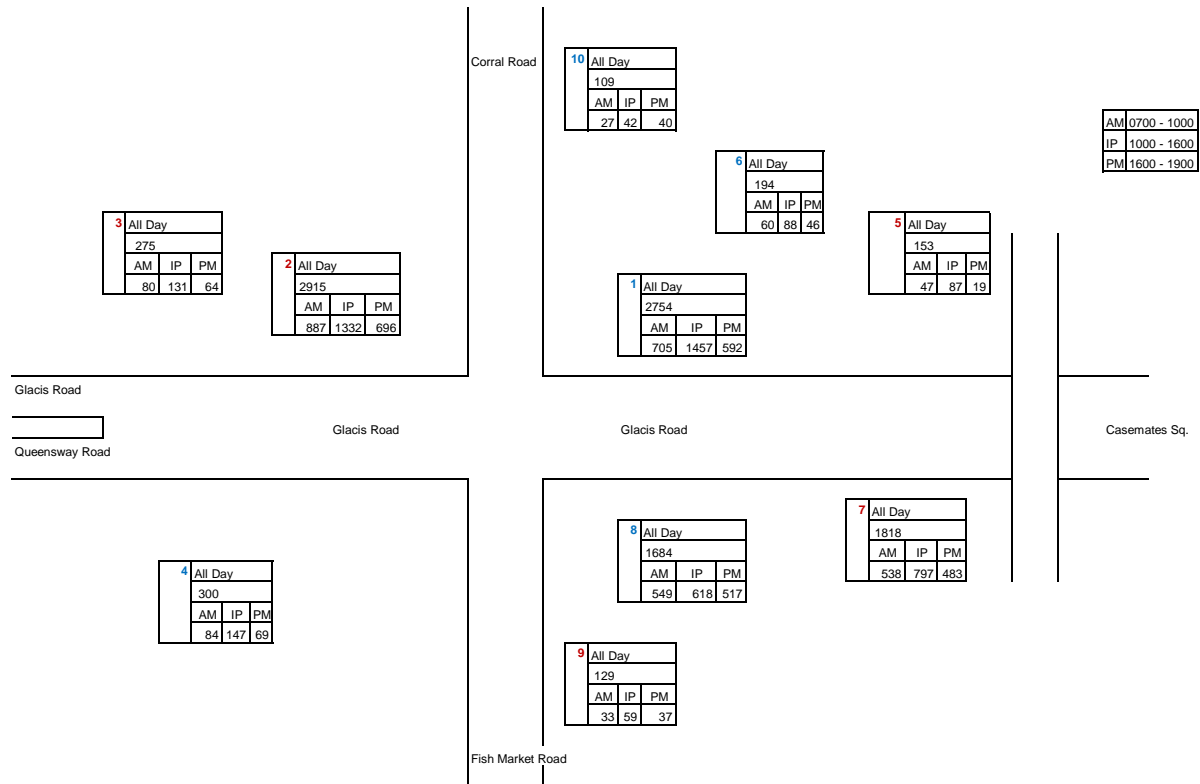 Corral Road
10 All Day
109
AM IP PM
27 42 40
AM 0700 - 1000
IP 1000 - 1600
PM 1600 - 1900
6 All Day
194
AM IP PM
60 88 46
3 All Day
275
AM IP PM
80 131 64
5 All Day
153
AM IP PM
47 87 19
2 All Day
2915
AM IP PM
887 1332 696
1 All Day
2754
AM IP PM
705 1457 592
Glacis Road
Queensway Road
Glacis Road
Glacis Road
Casemates Sq.
7 All Day
1818
AM IP PM
538 797 483
8 All Day
1684
AM IP PM
549 618 517
4 All Day
300
AM IP PM
84 147 69
9 All Day
129
AM IP PM
33 59 37
Fish Market Road